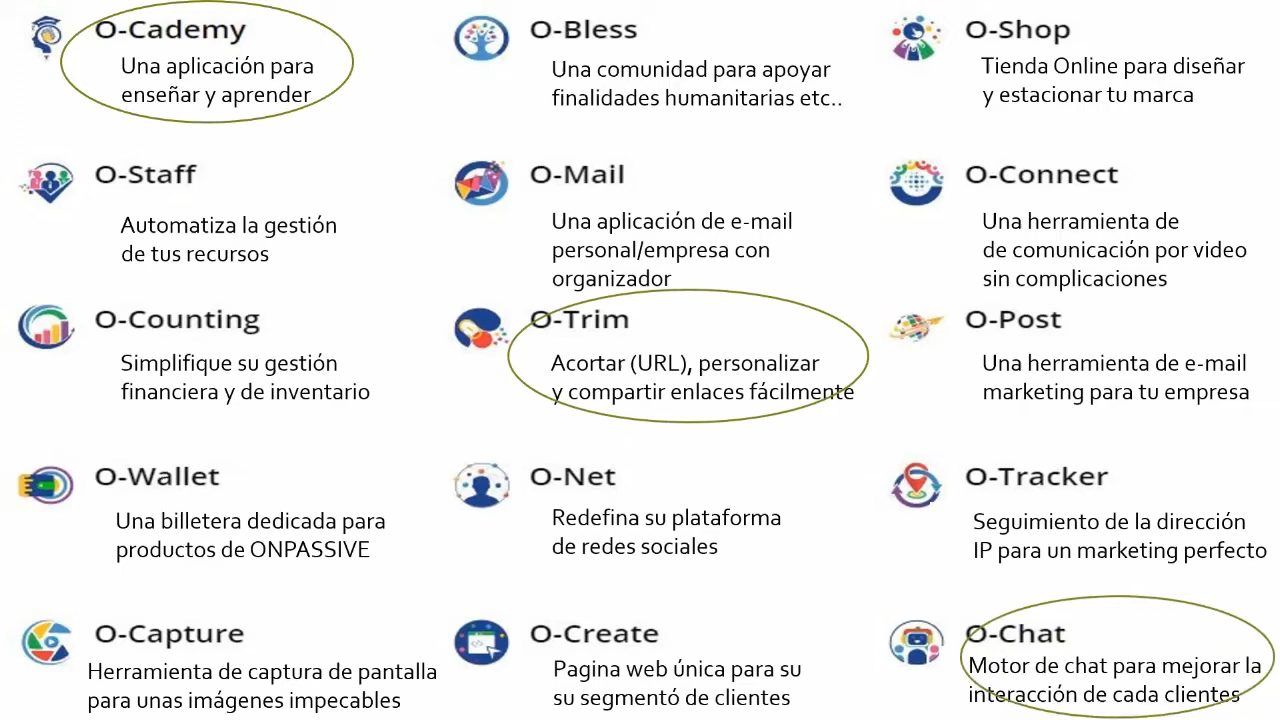 O-Cademy
Una aplicación para
enseñar y aprender
O-Bless
Una comunidad para apoyar
finalidades humanitarias etc..
O-Shop
Tienda Online para diseñar
y estacionar tu marca
O-Staff
Automatiza la gestión
de tus recursos
O-Mail
Una aplicación de e-mail
personal/empresa con
organizador
O-Connect
Una herramienta de
de comunicación por video
sin complicaciones
O-Counting
Simplifique su gestión
financiera y de inventario
O-Trim
Acortar (URL), personalizar
y compartir enlaces fácilmente
O-Post
Una herramienta de e-mail
marketing para tu empresa
O-Wallet
Una billetera dedicada para
productos de ONPASSIVE
O-Net
Redefina su plataforma
de redes sociales
O-Tracker
Seguimiento de la dirección
IP para un marketing perfecto
O-Capture
Herramienta de captura de pantalla
para unas imágenes impecables
O-Create
Pagina web única para su
su segmentó de clientes
O-Chat
Motor de chat para mejorar la
interacción de cada clientes